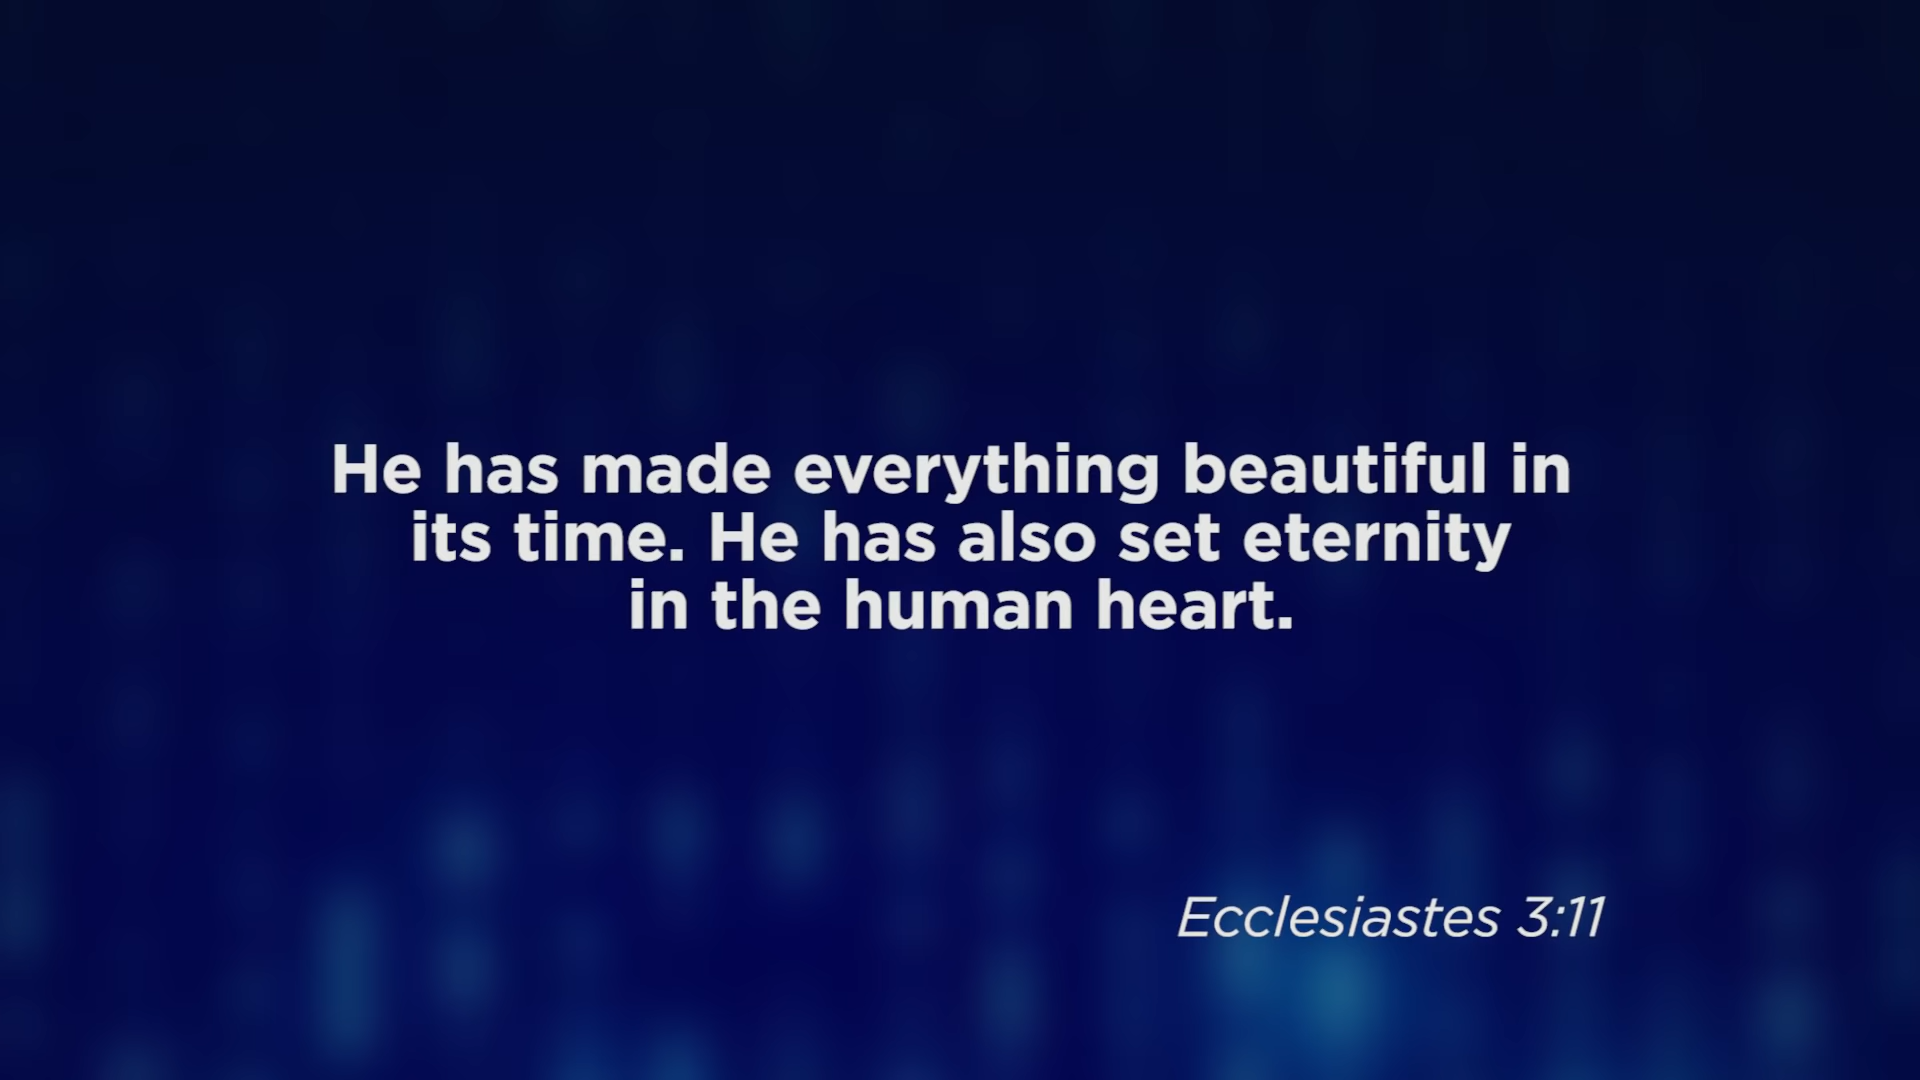 He has made everything beautiful in
its time. He has also set eternity
in the human heart.
Ecclesiastes 3:11